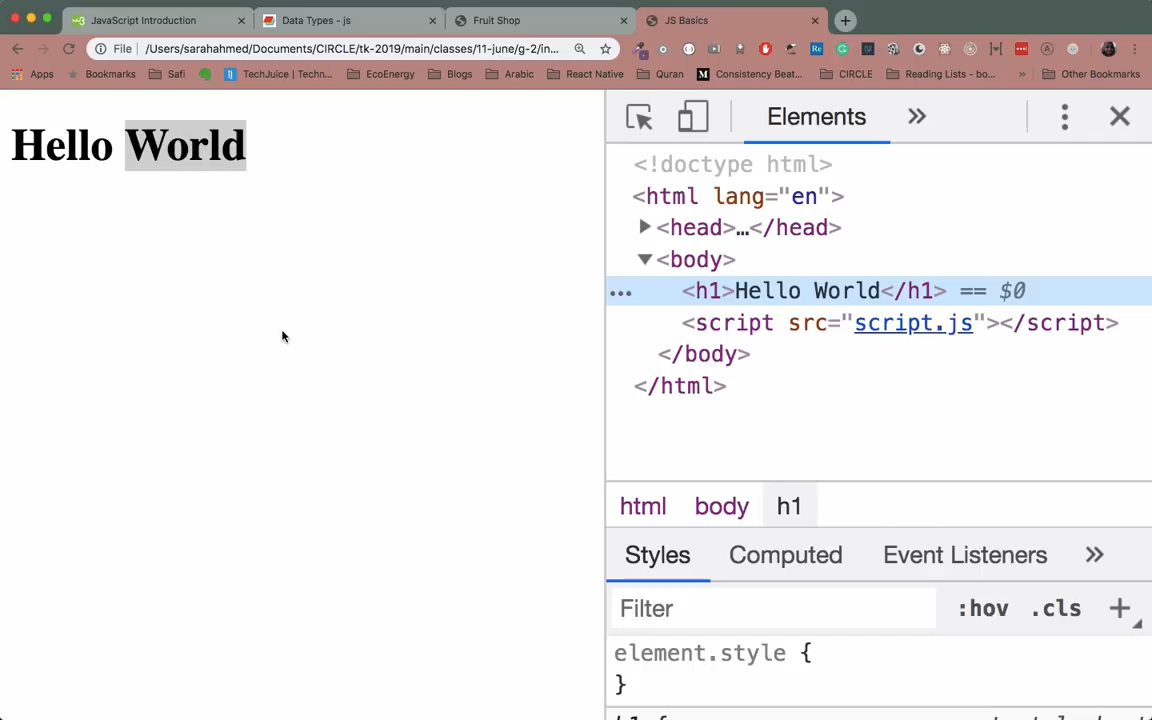 JavaScript Introduction
Data Types - js
Fruit Shop
JS Basics
File
/Users/sarahahmed/Documents/CIRCLE/tk-2019/main/classes/11-june/g-2/in...
Apps
Bookmarks
Safi
TechJuice | Techn...
EcoEnergy
Blogs
Arabic
React Native
Quran
M
Consistency Beat...
CIRCLE
Reading Lists - bo...
»
Other Bookmarks
Hello World
Elements
»
<!doctype html>
<html lang="en">
<head>…</head>
<body>
<h1>Hello World</h1> == $0
<script src="script.js"></script>
</body>
</html>
html body h1
Styles Computed Event Listeners »
Filter :hov .cls +
element.style {
}